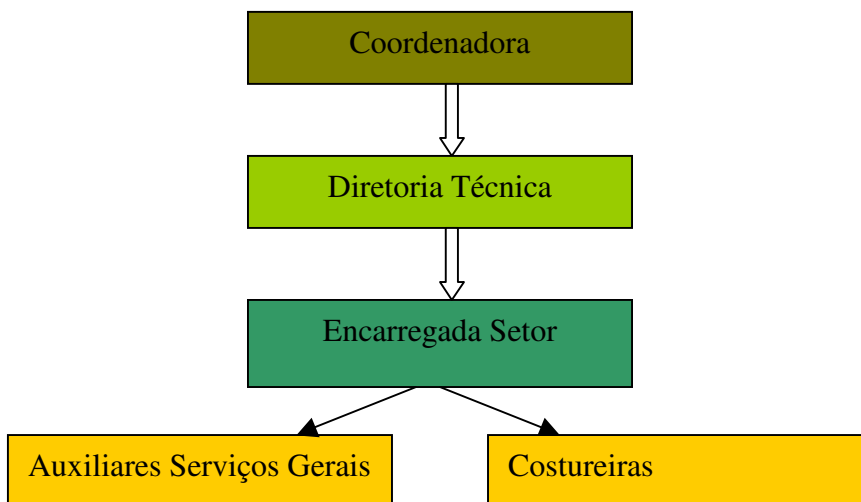 Coordenadora
Diretoria Técnica
Encarregada Setor
Auxiliares Serviços Gerais
Costureiras